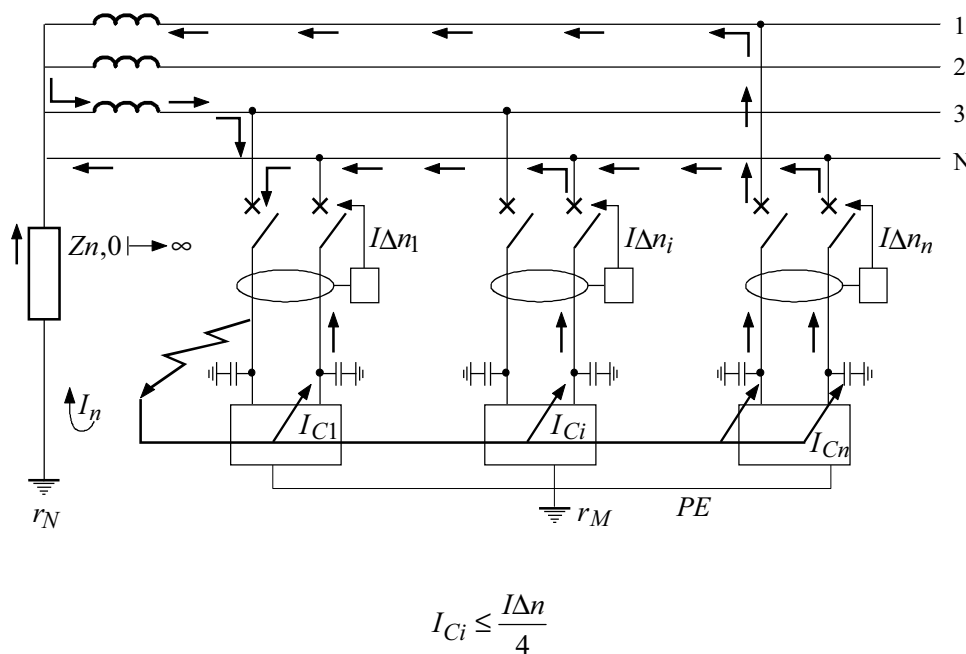 1
2
3
N
Zn,0 |→ ∞
IΔn1
IΔni
IΔnn
In
IC1
ICi
ICn
rN
rM
PE
ICi ≤ IΔn / 4